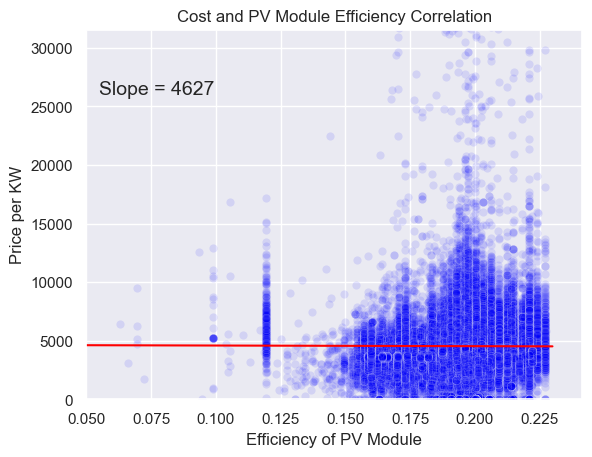 Cost and PV Module Efficiency Correlation
30000
Slope = 4627
25000
20000
15000
10000
5000
0
Price per KW
0.050 0.075 0.100 0.125 0.150 0.175 0.200 0.225
Efficiency of PV Module